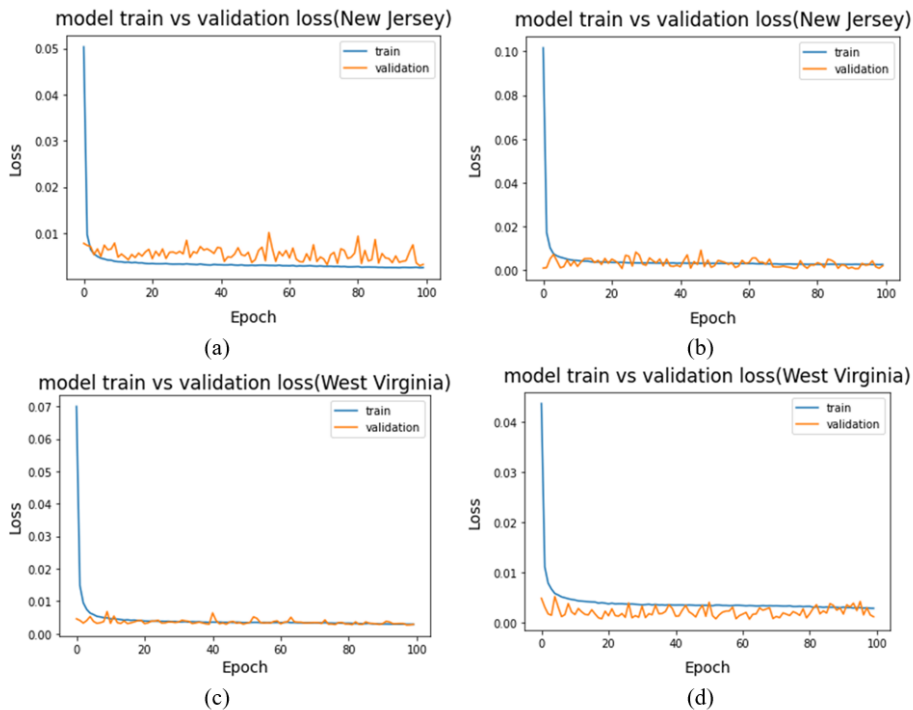 model train vs validation loss(New Jersey)
0.05
0.04
0.03
0.02
0.01
Loss
train
validation
0 20 40 60 80 100
Epoch
(a)
model train vs validation loss(New Jersey)
0.10
0.08
0.06
0.04
0.02
0.00
Loss
train
validation
0 20 40 60 80 100
Epoch
(b)
model train vs validation loss(West Virginia)
0.07
0.06
0.05
0.04
0.03
0.02
0.01
0.00
Loss
train
validation
0 20 40 60 80 100
Epoch
(c)
model train vs validation loss(West Virginia)
0.04
0.03
0.02
0.01
0.00
Loss
train
validation
0 20 40 60 80 100
Epoch
(d)